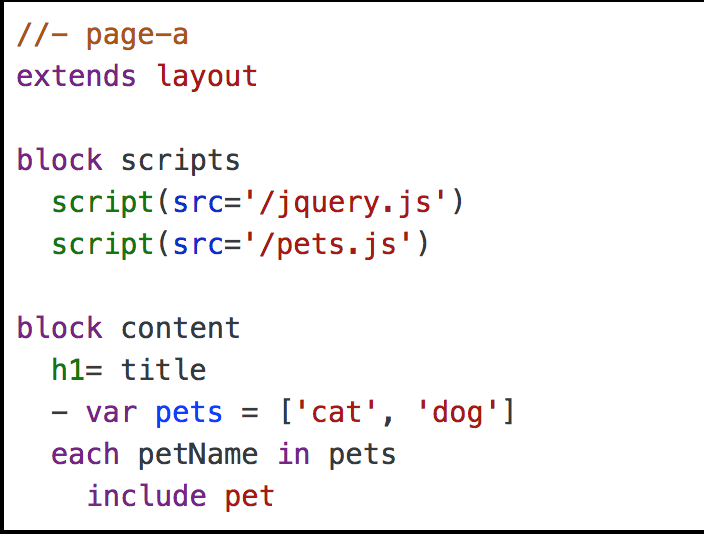 //- page-a
extends layout

block scripts
  script(src='/jquery.js')
  script(src='/pets.js')

block content
  h1= title
  - var pets = ['cat', 'dog']
  each petName in pets
    include pet